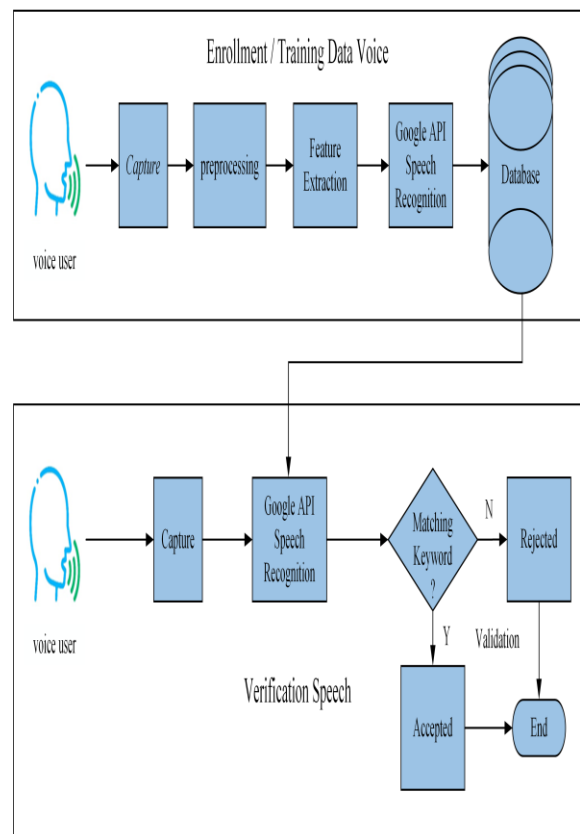 Enrollment / Training Data Voice
voice user
Capture
preprocessing
Feature
Extraction
Google API
Speech
Recognition
Database
voice user
Capture
Google API
Speech
Recognition
Matching
Keyword
?
N
Rejected
Y
Validation
Accepted
End
Verification Speech